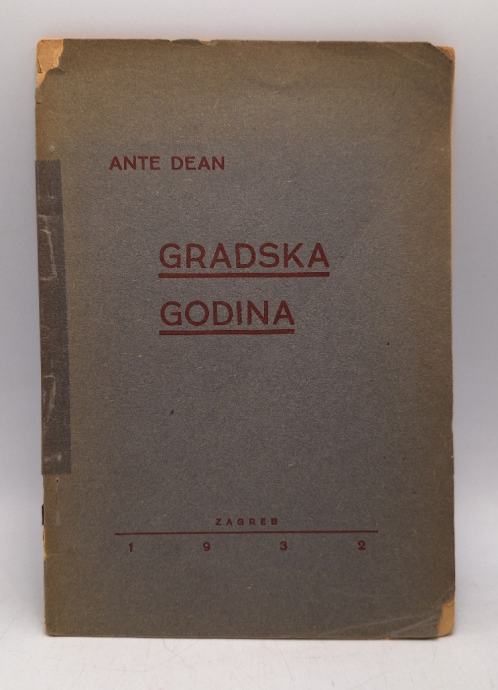 ANTE DEAN
GRADSKA
GODINA
ZAGREB
1 9 3 2